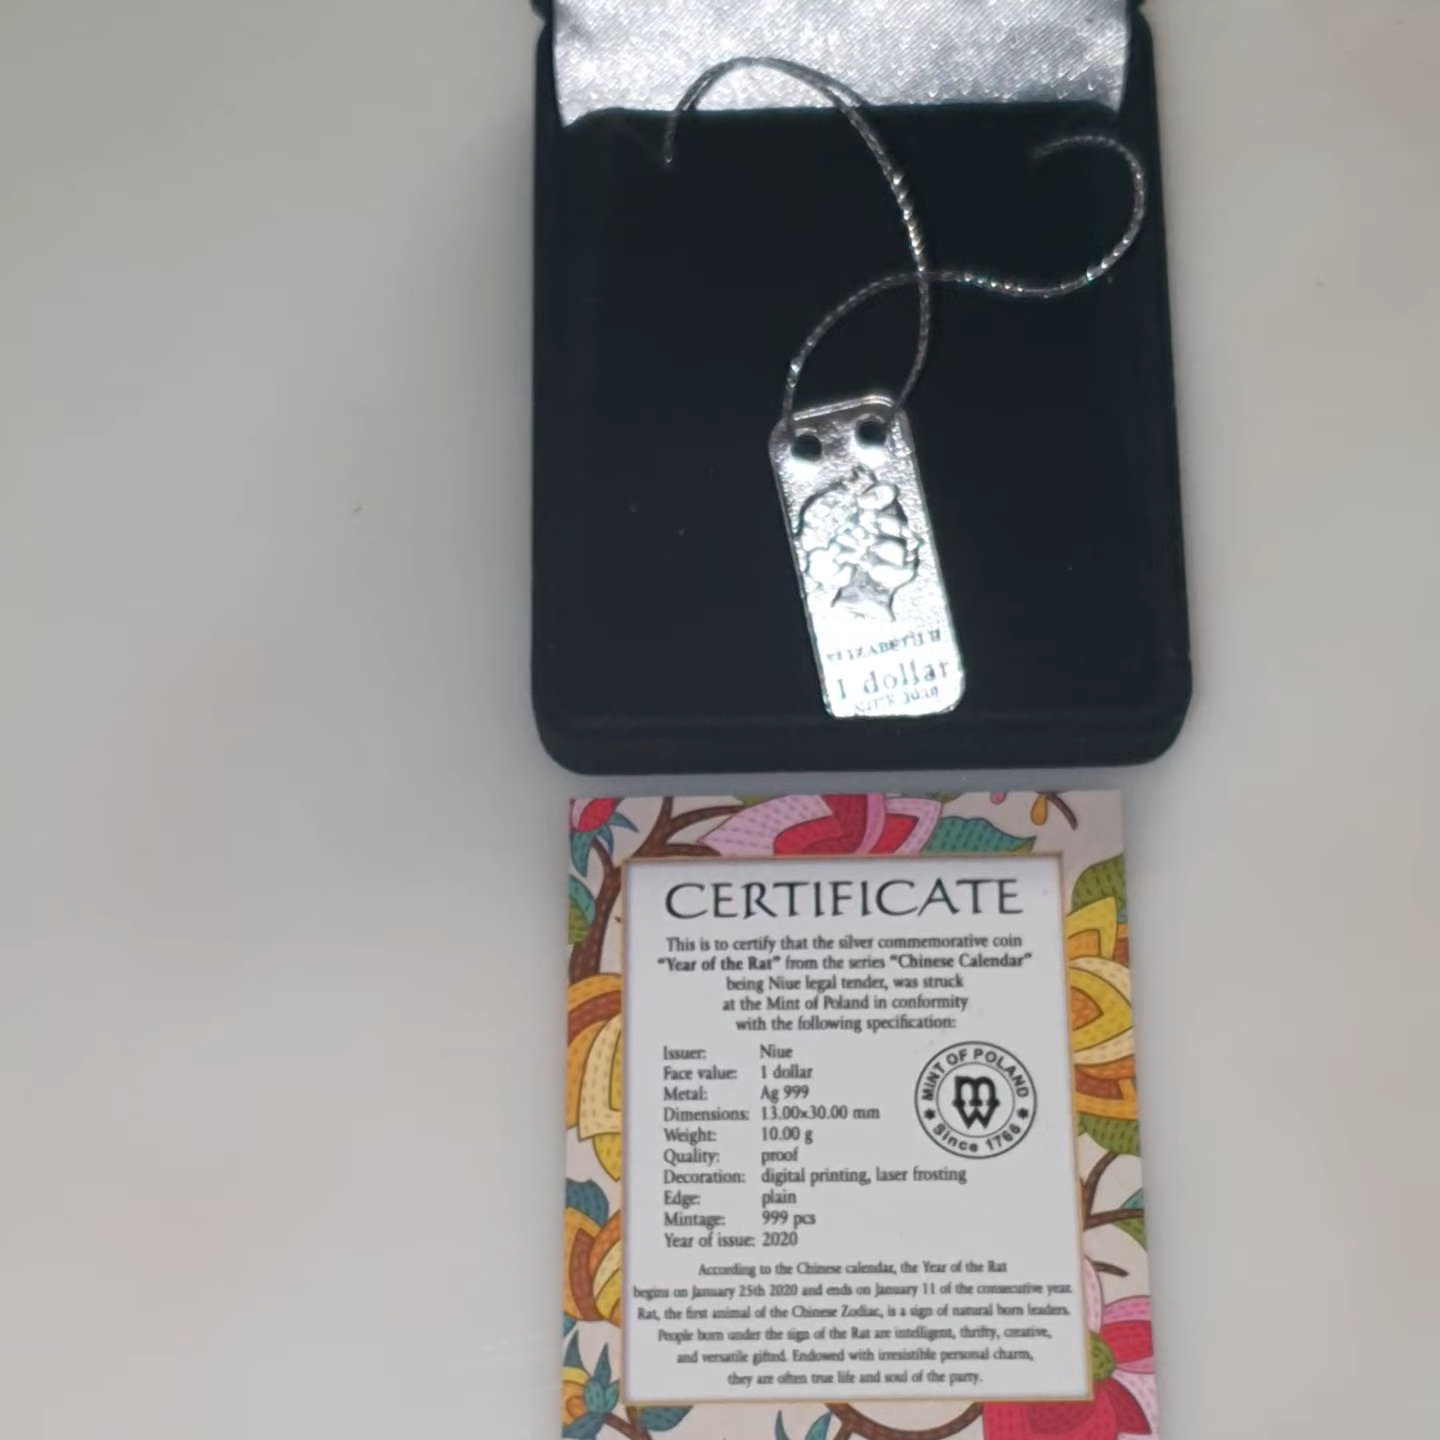 ELIZABETH II
1 dollar
NIUE 2020
CERTIFICATE
This is to certify that the silver commemorative coin
“Year of the Rat” from the series “Chinese Calendar”
being Niue legal tender, was struck
at the Mint of Poland in conformity
with the following specification:
Issuer: Niue
Face value: 1 dollar
Metal: Ag 999
Dimensions: 13.00x30.00 mm
Weight: 10.00 g
Quality: proof
Decoration: digital printing, laser frosting
Edge: plain
Mintage: 999 pcs
Year of issue: 2020
MINT OF POLAND
MW
Since 1766
According to the Chinese calendar, the Year of the Rat
begins on January 25th 2020 and ends on January 11 of the consecutive year.
Rat, the first animal of the Chinese Zodiac, is a sign of natural born leaders.
People born under the sign of the Rat are intelligent, thrifty, creative,
and versatile gifted. Endowed with irresistible personal charm,
they are often true life and soul of the party.